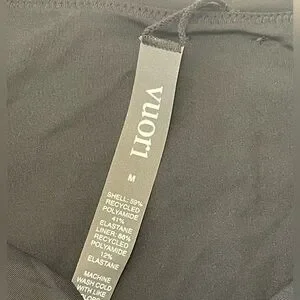 vuori
M
SHELL: 59%
RECYCLED
POLYAMIDE
41%
ELASTANE
LINER: 88%
RECYCLED
POLYAMIDE
12%
ELASTANE
MACHINE
WASH COLD
WITH LIKE